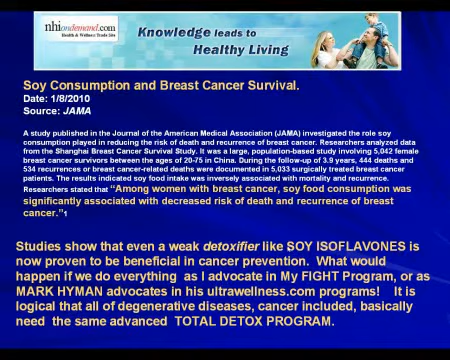 nhiondemand.com
Health & Wellness Trade Site
Knowledge leads to
Healthy Living
Soy Consumption and Breast Cancer Survival.
Date: 1/8/2010
Source: JAMA
A study published in the Journal of the American Medical Association (JAMA) investigated the role soy
consumption played in reducing the risk of death and recurrence of breast cancer. Researchers analyzed data
from the Shanghai Breast Cancer Survival Study. It was a large, population-based study involving 5,042 female
breast cancer survivors between the ages of 20-75 in China. During the follow-up of 3.9 years, 444 deaths and
534 recurrences or breast cancer-related deaths were documented in 5,033 surgically treated breast cancer
patients. The results indicated soy food intake was inversely associated with mortality and recurrence.
Researchers stated that "Among women with breast cancer, soy food consumption was
significantly associated with decreased risk of death and recurrence of breast
cancer."1
Studies show that even a weak detoxifier like SOY ISOFLAVONES is
now proven to be beneficial in cancer prevention. What would
happen if we do everything as I advocate in My FIGHT Program, or as
MARK HYMAN advocates in his ultrawellness.com programs! It is
logical that all of degenerative diseases, cancer included, basically
need the same advanced TOTAL DETOX PROGRAM.